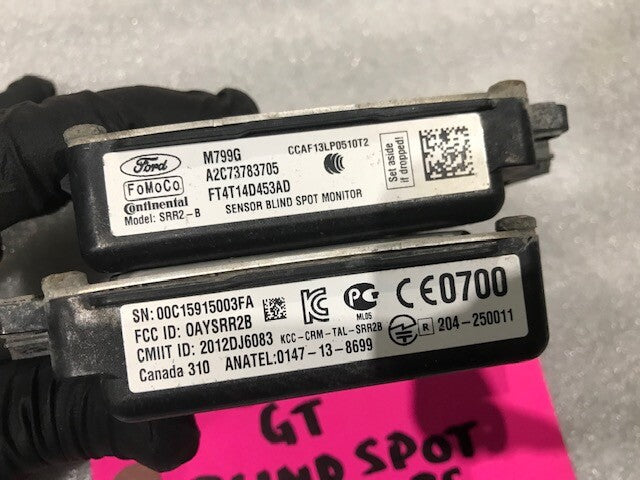 Ford
FoMoCo
Continental
Model: SRR2-B
M799G
A2C73783705
FT4T14D453AD
CCAF13LP0510T2
SENSOR BLIND SPOT MONITOR
Set aside
if dropped!
SN: 00C15915003FA
FCC ID: OAYSRR2B
CMIIT ID: 2012DJ6083
Canada 310
ML05
KCC-CRM-TAL-SRR2B
ANATEL:0147-13-8699
CE0700
R 204-250011
GT
BLIND SPOT